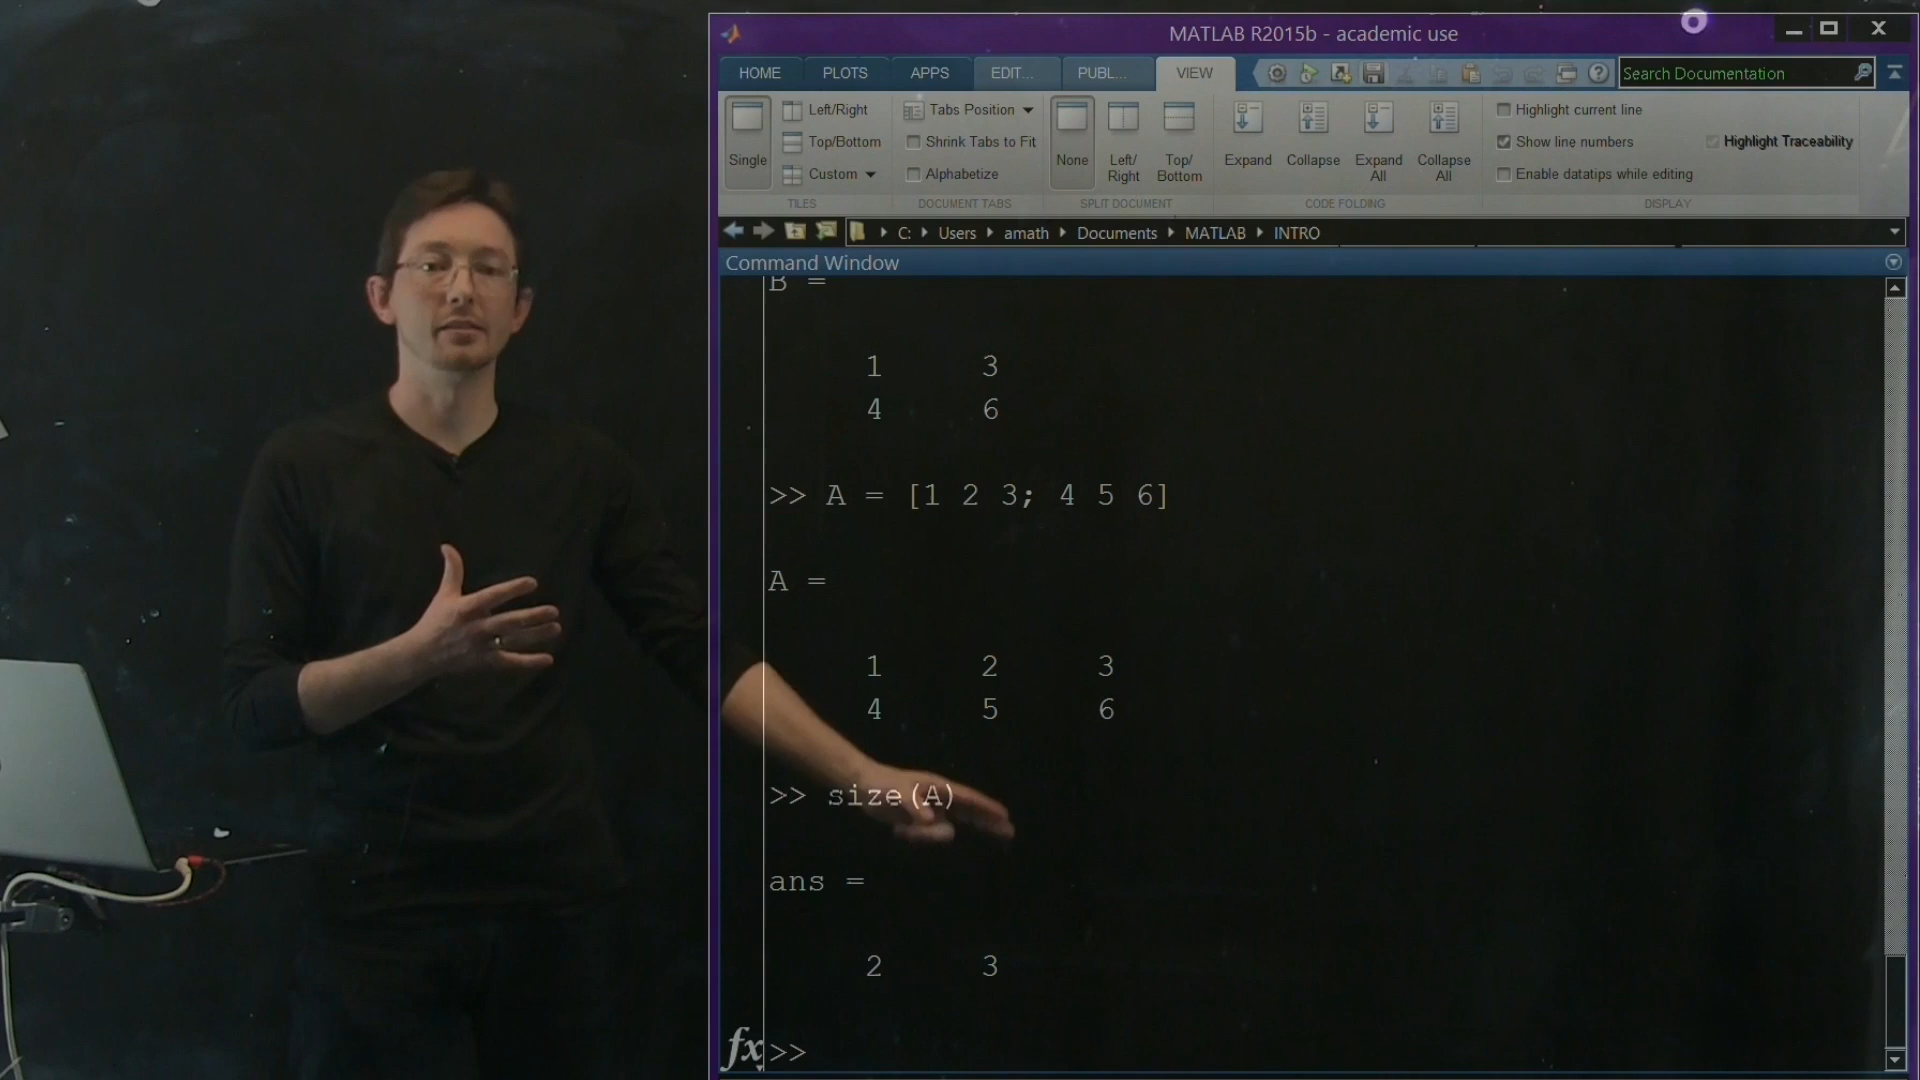 MATLAB R2015b - academic use
HOME PLOTS APPS EDIT... PUBL... VIEW Search Documentation
Left/Right Tabs Position Highlight current line
Top/Bottom Shrink Tabs to Fit Show line numbers Highlight Traceability
Single None Left/Right Top/Bottom Expand Collapse Expand All Collapse All
Custom Alphabetize Enable datatips while editing
TILES DOCUMENT TABS SPLIT DOCUMENT CODE FOLDING DISPLAY
C: Users amath Documents MATLAB INTRO
Command Window
B =
1 3
4 6
>> A = [1 2 3; 4 5 6]
A =
1 2 3
4 5 6
>> size(A)
ans =
2 3
fx >>